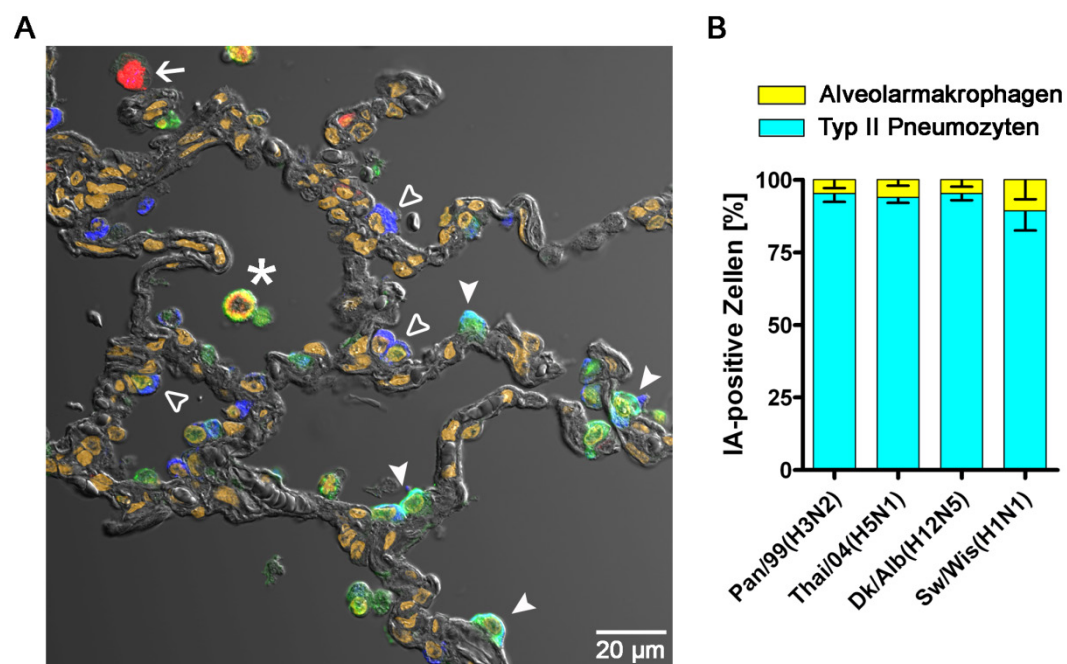 A
B
*
20 µm
Alveolarmakrophagen
Typ II Pneumozyten
IA-positive Zellen [%]
100
75
50
25
0
Pan/99(H3N2)
Thai/04(H5N1)
Dk/Alb(H12N5)
Sw/Wis(H1N1)